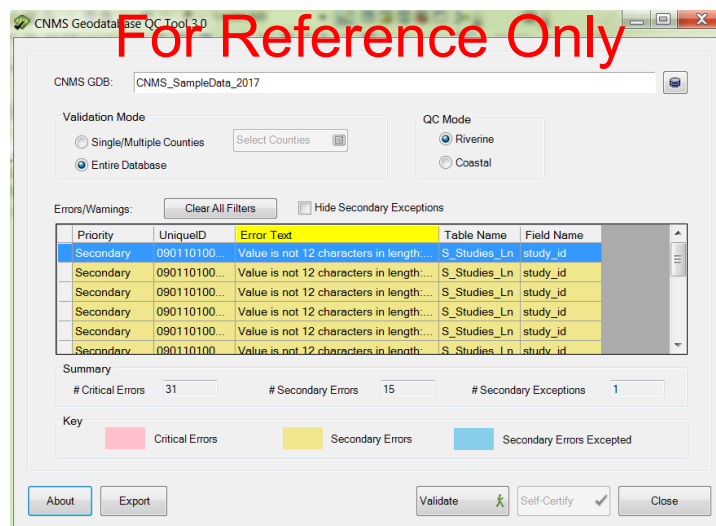 CNMS Geodatabase QC Tool 3.0
For Reference Only
CNMS GDB: CNMS_SampleData_2017
Validation Mode
QC Mode
Single/Multiple Counties Select Counties
Riverine
Entire Database
Coastal
Errors/Warnings: Clear All Filters Hide Secondary Exceptions
Priority UniqueID Error Text Table Name Field Name
Secondary 090110100... Value is not 12 characters in length:... S_Studies_Ln study_id
Secondary 090110100... Value is not 12 characters in length:... S_Studies_Ln study_id
Secondary 090110100... Value is not 12 characters in length:... S_Studies_Ln study_id
Secondary 090110100... Value is not 12 characters in length:... S_Studies_Ln study_id
Secondary 090110100 Value is not 12 characters in length: S_Studies_Ln study_id
Summary
# Critical Errors 31 # Secondary Errors 15 # Secondary Exceptions 1
Key
Critical Errors Secondary Errors Secondary Errors Excepted
About Export Validate Self-Certify Close